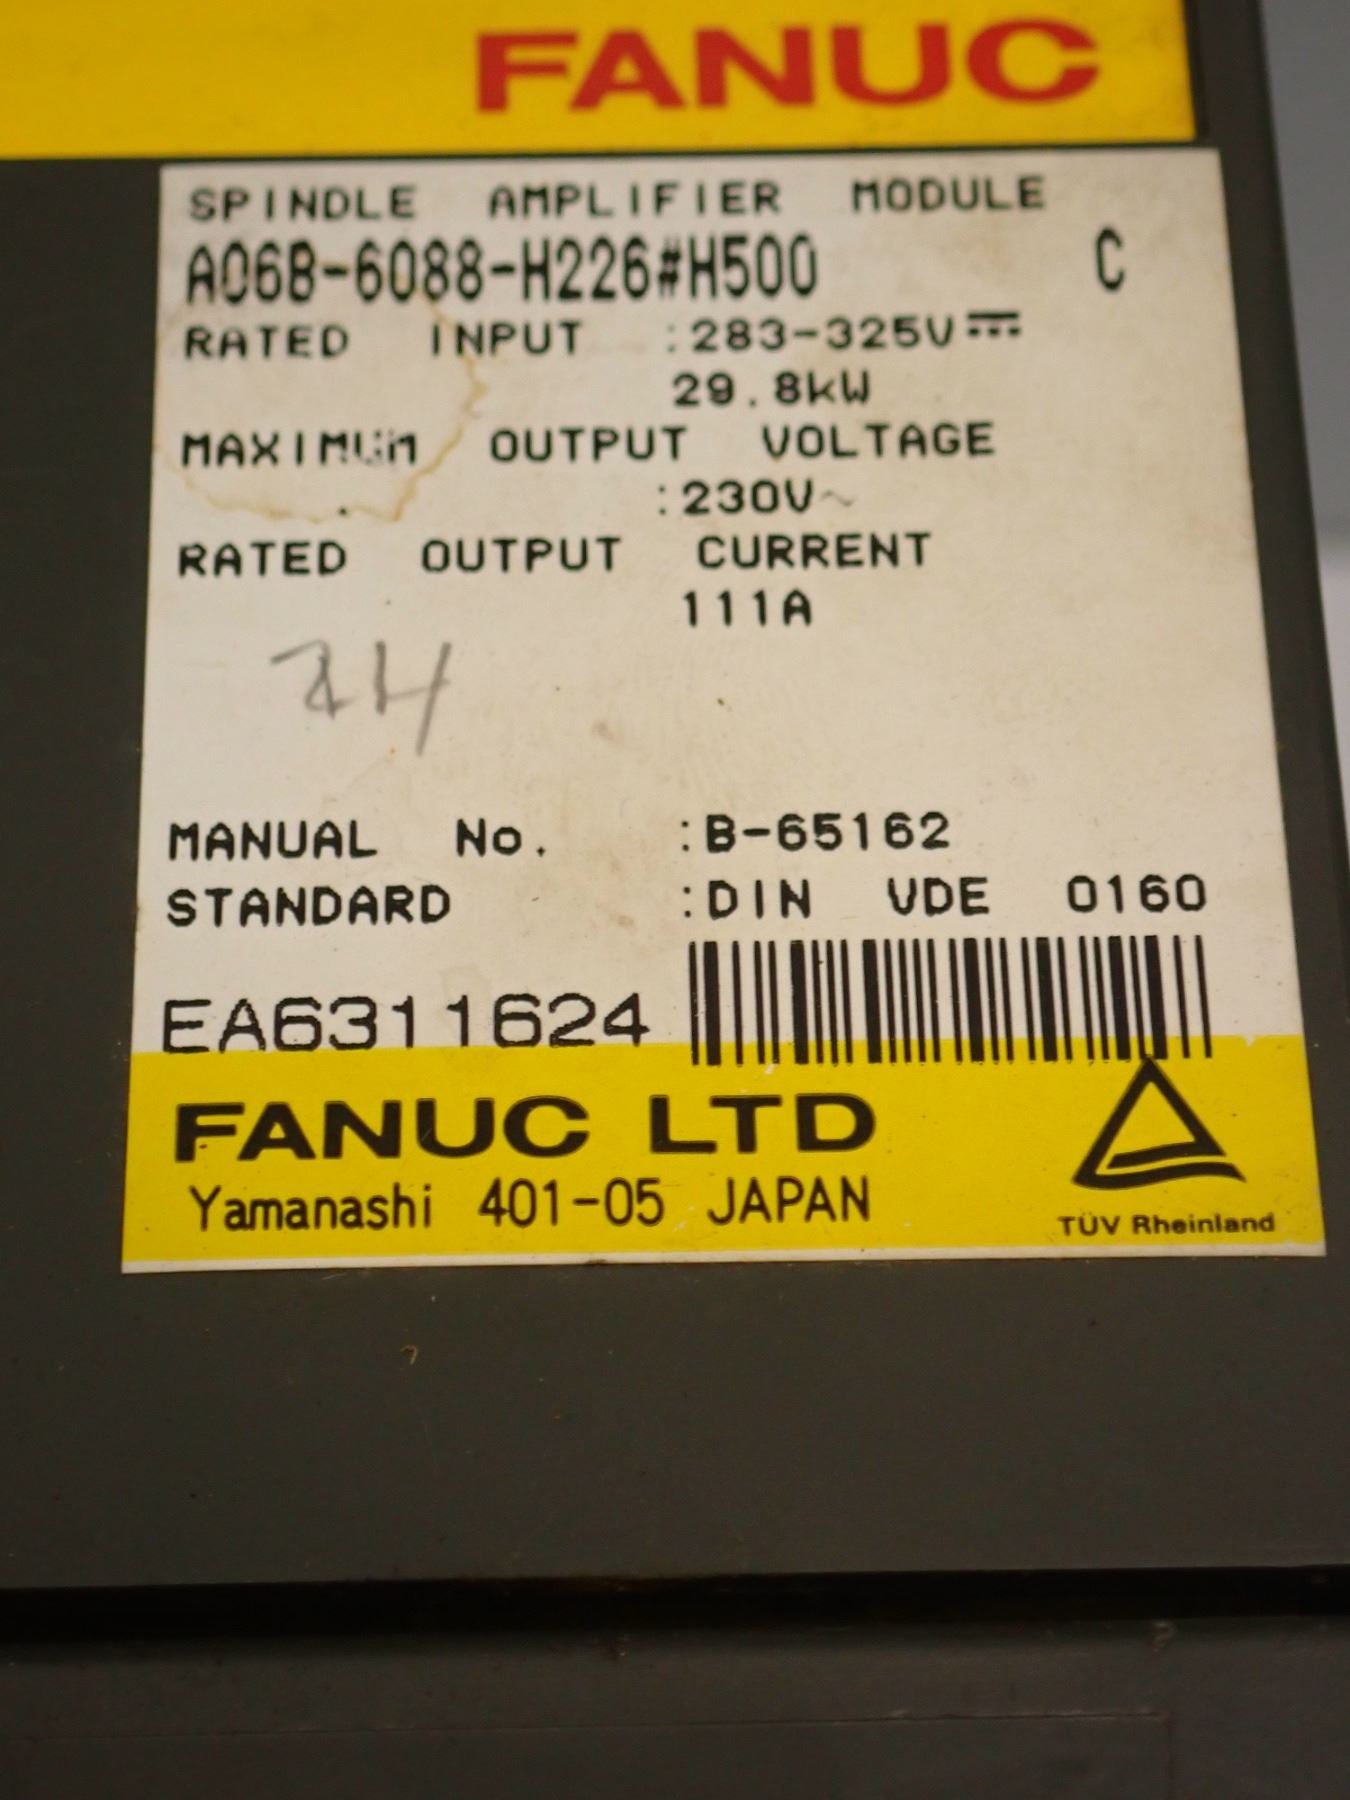 FANUC
SPINDLE AMPLIFIER MODULE
A06B-6088-H226#H500 C
RATED INPUT :283-325V⎓
29.8kW
MAXIMUM OUTPUT VOLTAGE
:230V~
RATED OUTPUT CURRENT
111A
MANUAL No. :B-65162
STANDARD :DIN VDE 0160
EA6311624
FANUC LTD
Yamanashi 401-05 JAPAN
TÜV Rheinland